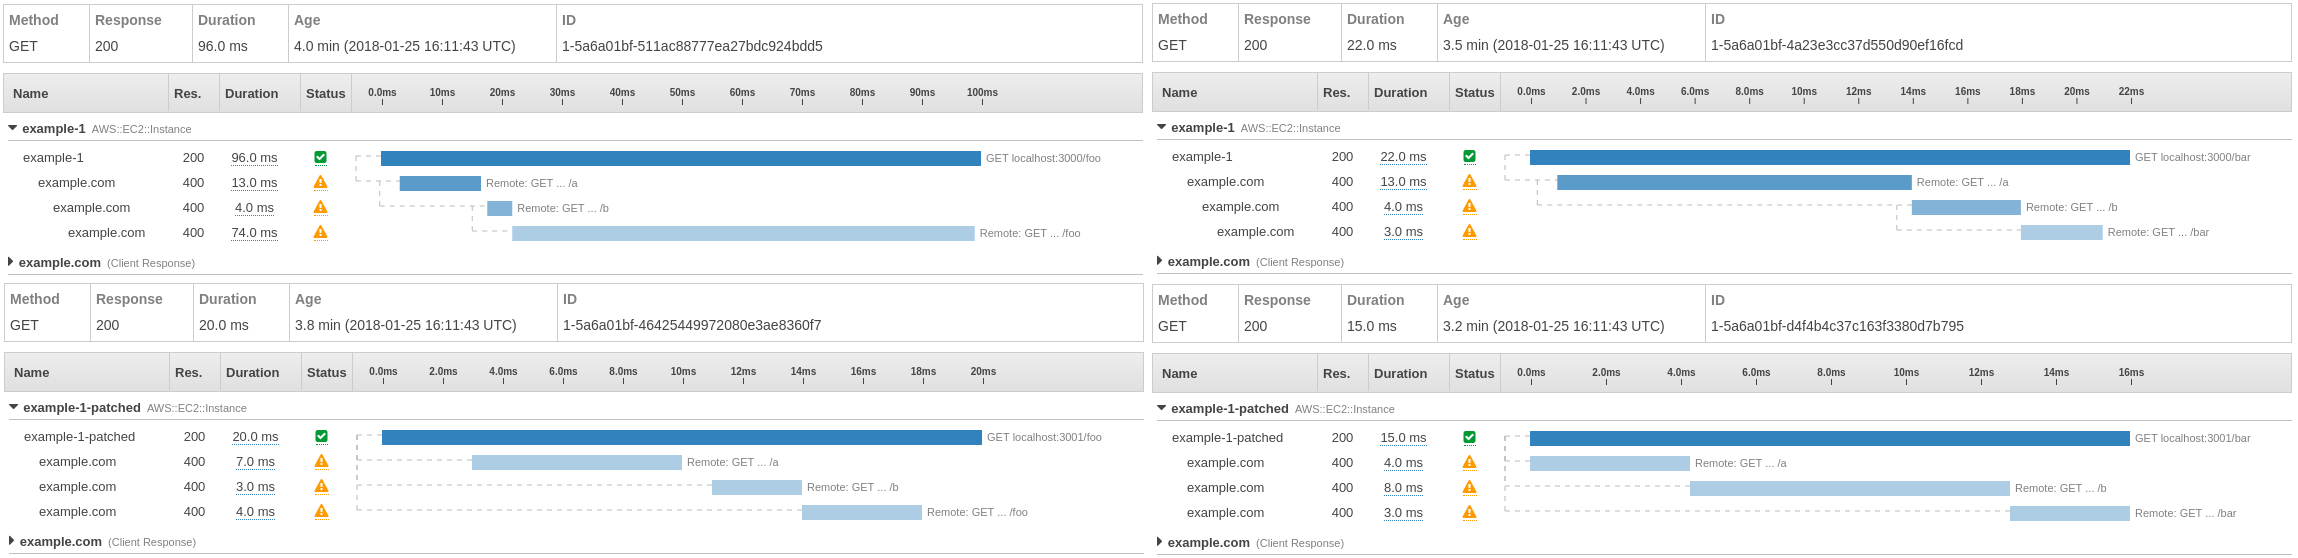 Method Response Duration Age ID
GET 200 96.0 ms 4.0 min (2018-01-25 16:11:43 UTC) 1-5a6a01bf-511ac88777ea27bdc924bdd5
Name Res. Duration Status 0.0ms 10ms 20ms 30ms 40ms 50ms 60ms 70ms 80ms 90ms 100ms
example-1 AWS::EC2::Instance
example-1 200 96.0 ms GET localhost:3000/foo
example.com 400 13.0 ms Remote: GET ... /a
example.com 400 4.0 ms Remote: GET ... /b
example.com 400 74.0 ms Remote: GET ... /foo
example.com (Client Response)
Method Response Duration Age ID
GET 200 22.0 ms 3.5 min (2018-01-25 16:11:43 UTC) 1-5a6a01bf-4a23e3cc37d550d90ef16fcd
Name Res. Duration Status 0.0ms 2.0ms 4.0ms 6.0ms 8.0ms 10ms 12ms 14ms 16ms 18ms 20ms 22ms
example-1 AWS::EC2::Instance
example-1 200 22.0 ms GET localhost:3000/bar
example.com 400 13.0 ms Remote: GET ... /a
example.com 400 4.0 ms Remote: GET ... /b
example.com 400 3.0 ms Remote: GET ... /bar
example.com (Client Response)
Method Response Duration Age ID
GET 200 20.0 ms 3.8 min (2018-01-25 16:11:43 UTC) 1-5a6a01bf-46425449972080e3ae8360f7
Name Res. Duration Status 0.0ms 2.0ms 4.0ms 6.0ms 8.0ms 10ms 12ms 14ms 16ms 18ms 20ms
example-1-patched AWS::EC2::Instance
example-1-patched 200 20.0 ms GET localhost:3001/foo
example.com 400 7.0 ms Remote: GET ... /a
example.com 400 3.0 ms Remote: GET ... /b
example.com 400 4.0 ms Remote: GET ... /foo
example.com (Client Response)
Method Response Duration Age ID
GET 200 15.0 ms 3.2 min (2018-01-25 16:11:43 UTC) 1-5a6a01bf-d4f4b4c37c163f3380d7b795
Name Res. Duration Status 0.0ms 2.0ms 4.0ms 6.0ms 8.0ms 10ms 12ms 14ms 16ms
example-1-patched AWS::EC2::Instance
example-1-patched 200 15.0 ms GET localhost:3001/bar
example.com 400 4.0 ms Remote: GET ... /a
example.com 400 8.0 ms Remote: GET ... /b
example.com 400 3.0 ms Remote: GET ... /bar
example.com (Client Response)